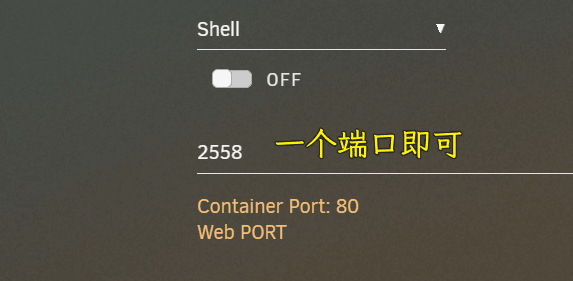 Shell
OFF
2558 一个端口即可
Container Port: 80
Web PORT